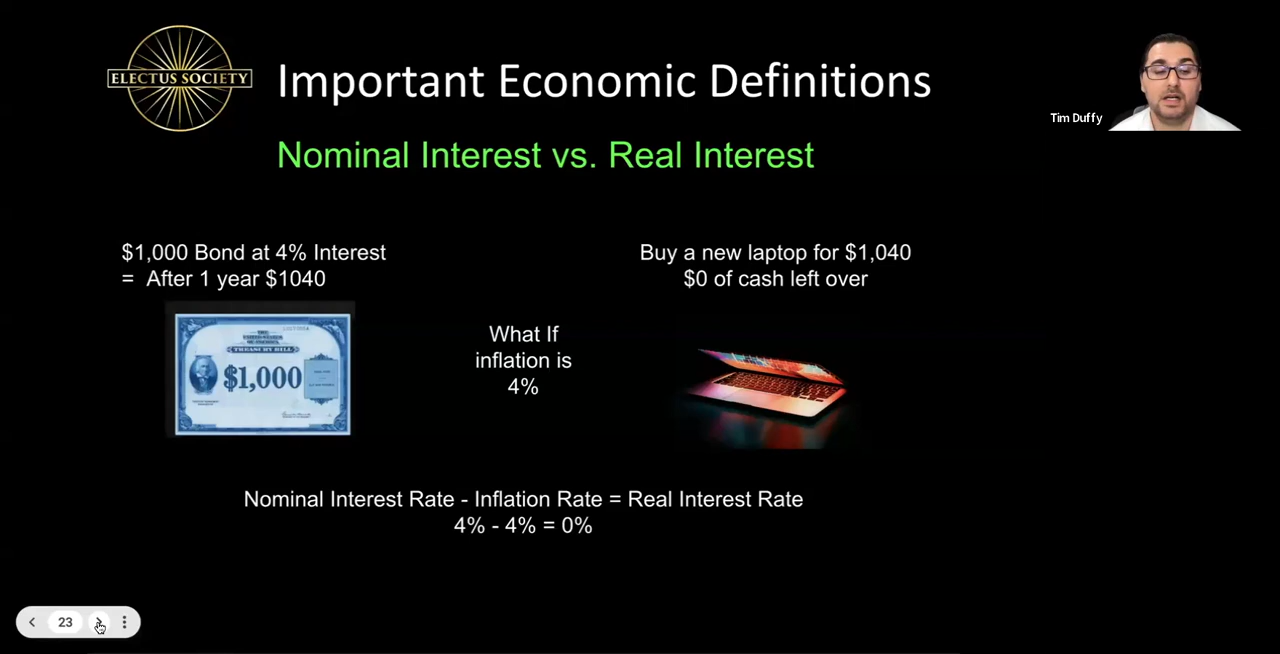 ELECTUS SOCIETY
Important Economic Definitions
Tim Duffy
Nominal Interest vs. Real Interest
$1,000 Bond at 4% Interest
= After 1 year $1040
Buy a new laptop for $1,040
$0 of cash left over
What If
inflation is
4%
TREASURY BILL
$1,000
Nominal Interest Rate - Inflation Rate = Real Interest Rate
4% - 4% = 0%
23